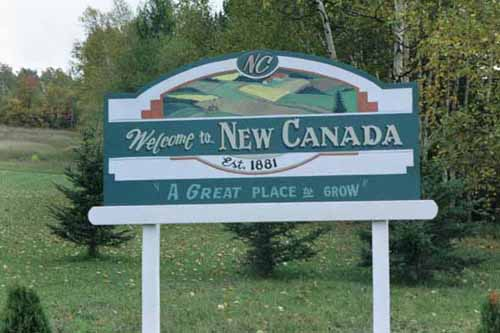 NC
Welcome to NEW CANADA
EST. 1881
"A GREAT PLACE TO GROW"